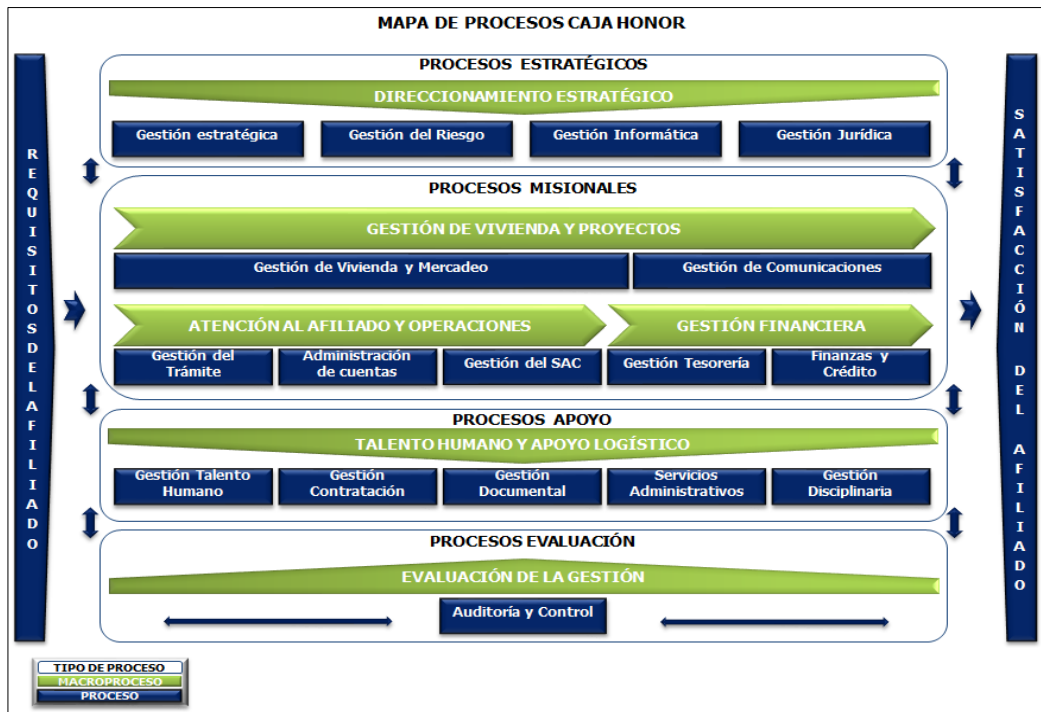 MAPA DE PROCESOS CAJA HONOR
REQUISITOS DEL AFILIADO
PROCESOS ESTRATÉGICOS
DIRECCIONAMIENTO ESTRATÉGICO
Gestión estratégica
Gestión del Riesgo
Gestión Informática
Gestión Jurídica
PROCESOS MISIONALES
GESTIÓN DE VIVIENDA Y PROYECTOS
Gestión de Vivienda y Mercadeo
Gestión de Comunicaciones
ATENCIÓN AL AFILIADO Y OPERACIONES
GESTIÓN FINANCIERA
Gestión del
Trámite
Administración
de cuentas
Gestión del SAC
Gestión Tesorería
Finanzas y
Crédito
PROCESOS APOYO
TALENTO HUMANO Y APOYO LOGÍSTICO
Gestión Talento
Humano
Gestión
Contratación
Gestión
Documental
Servicios
Administrativos
Gestión
Disciplinaria
PROCESOS EVALUACIÓN
EVALUACIÓN DE LA GESTIÓN
Auditoría y Control
SATISFACCIÓN DEL AFILIADO
TIPO DE PROCESO
MACROPROCESO
PROCESO